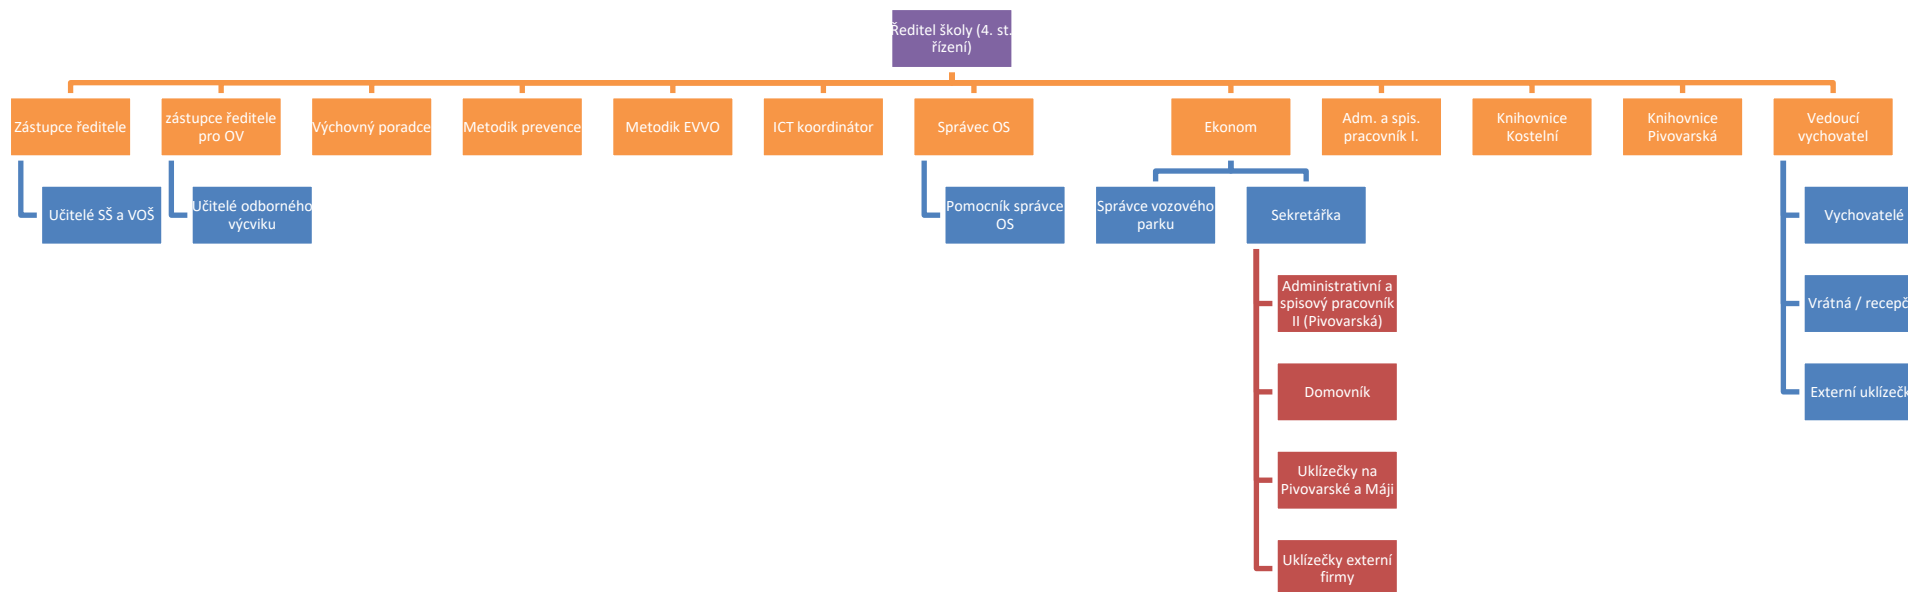 Ředitel školy (4. st.
řízení)
Zástupce ředitele
zástupce ředitele
pro OV
Výchovný poradce
Metodik prevence
Metodik EVVO
ICT koordinátor
Správec OS
Ekonom
Adm. a spis.
pracovník I.
Knihovnice
Kostelní
Knihovnice
Pivovarská
Vedoucí
vychovatel
Učitelé SŠ a VOŠ
Učitelé odborného
výcviku
Pomocník správce
OS
Správce vozového
parku
Sekretářka
Vychovatelé
Administrativní a
spisový pracovník
II (Pivovarská)
Vrátná / recepč
Domovník
Externí uklízečk
Uklízečky na
Pivovarské a Máji
Uklízečky externí
firmy